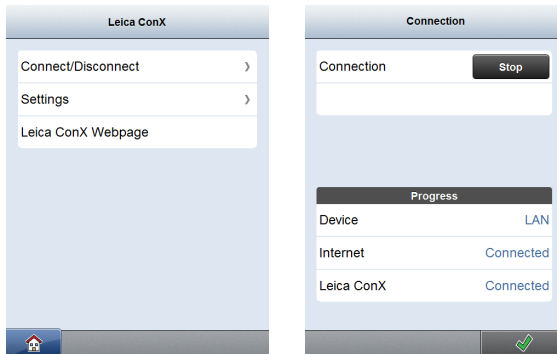 Leica ConX
Connect/Disconnect
Settings
Leica ConX Webpage
Connection
Connection Stop
Progress
Device LAN
Internet Connected
Leica ConX Connected